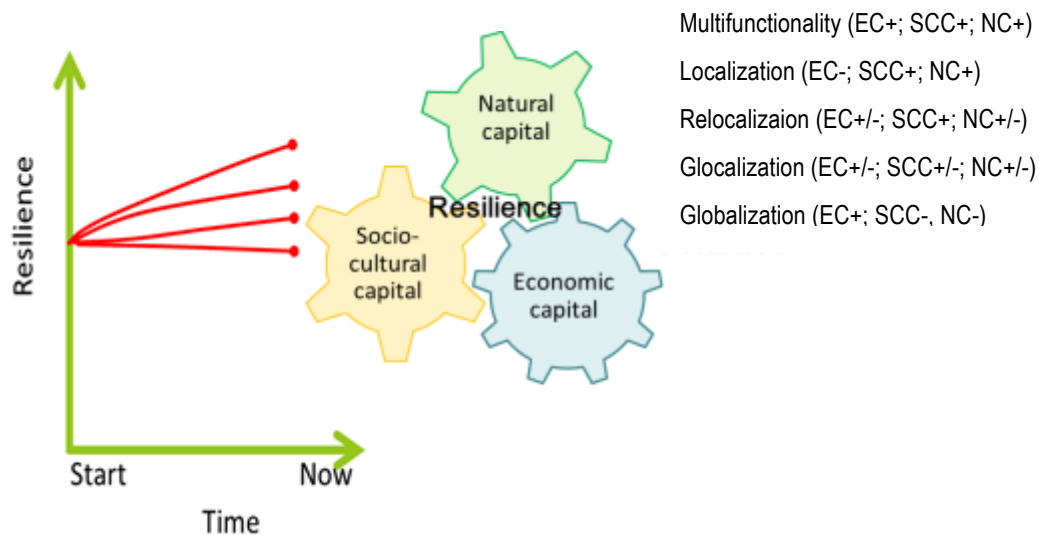 Resilience
Start
Now
Time
Natural
capital
Resilience
Socio-
cultural
capital
Economic
capital
Multifunctionality (EC+; SCC+; NC+)
Localization (EC-; SCC+; NC+)
Relocalizaion (EC+/-; SCC+; NC+/-)
Glocalization (EC+/-; SCC+/-; NC+/-)
Globalization (EC+; SCC-, NC-)